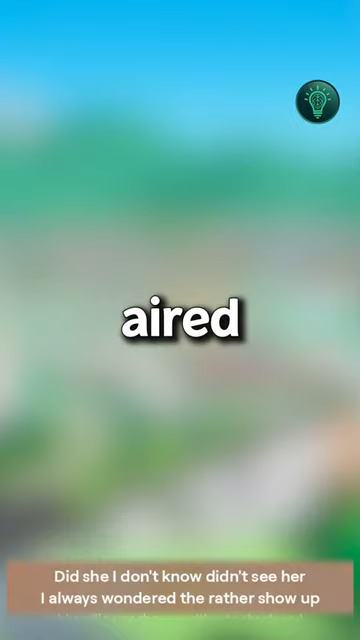 aired
Did she I don't know didn't see her
I always wondered the rather show up